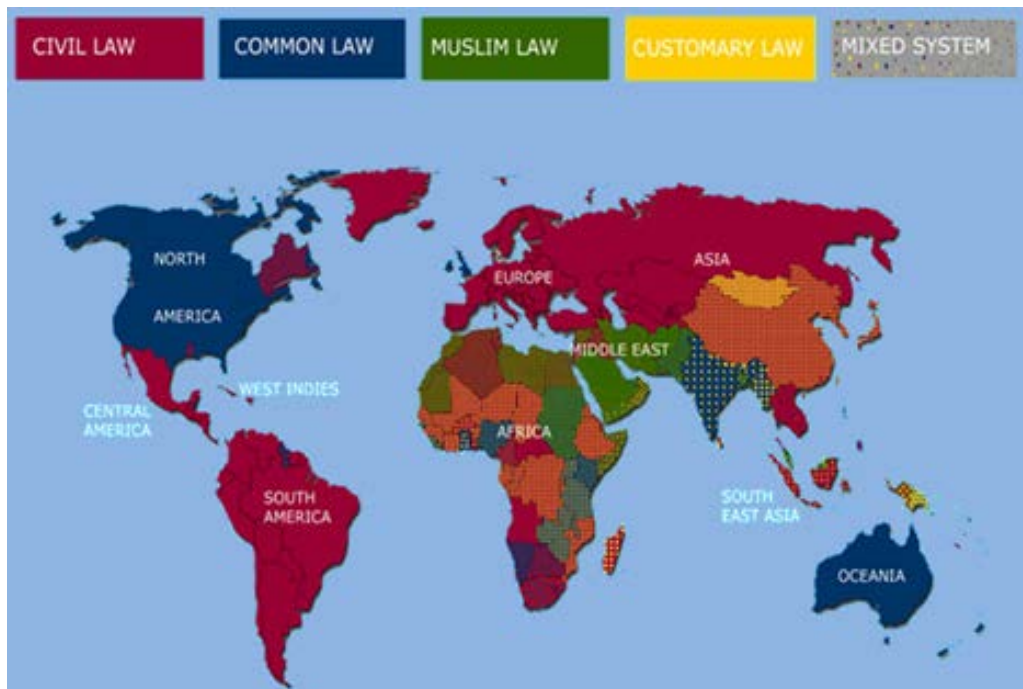 CIVIL LAW
COMMON LAW
MUSLIM LAW
CUSTOMARY LAW
MIXED SYSTEM
NORTH
AMERICA
EUROPE
ASIA
MIDDLE EAST
WEST INDIES
CENTRAL
AMERICA
AFRICA
SOUTH
AMERICA
SOUTH
EAST ASIA
OCEANIA